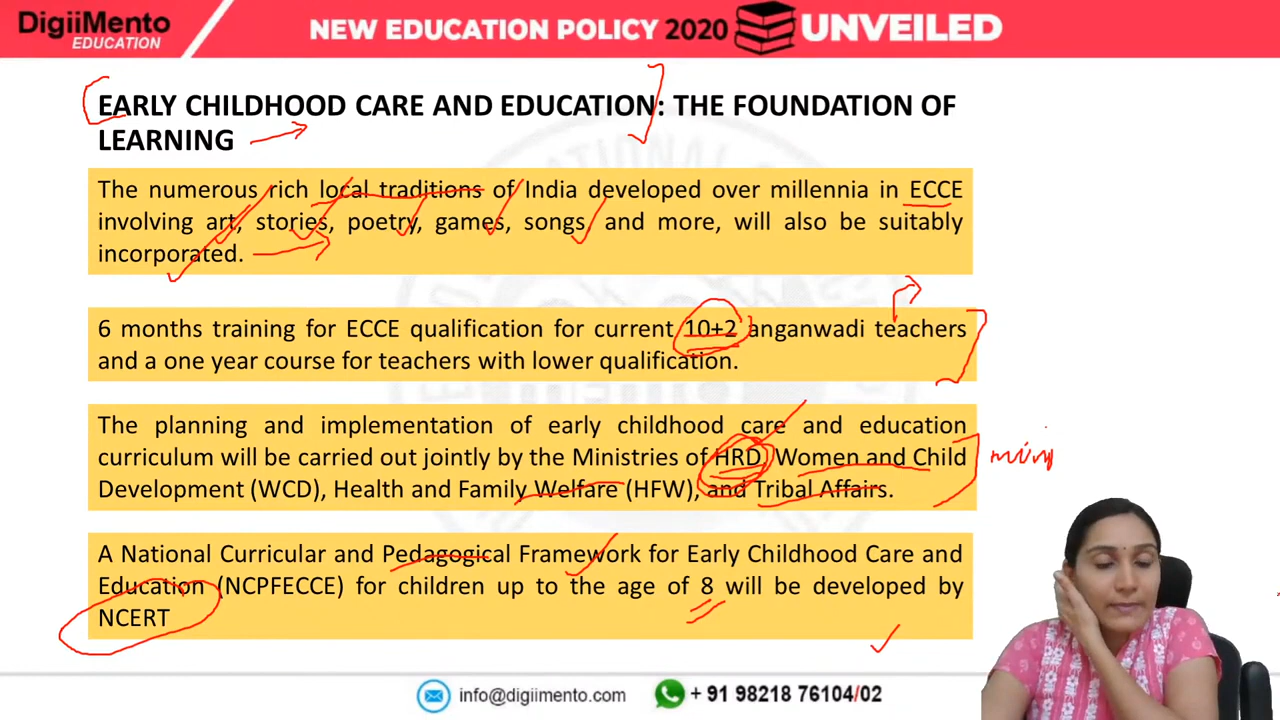 DigiiMento
EDUCATION
NEW EDUCATION POLICY 2020 UNVEILED
EARLY CHILDHOOD CARE AND EDUCATION: THE FOUNDATION OF
LEARNING
The numerous rich local traditions of India developed over millennia in ECCE
involving art, stories, poetry, games, songs, and more, will also be suitably
incorporated.
6 months training for ECCE qualification for current 10+2 anganwadi teachers
and a one year course for teachers with lower qualification.
The planning and implementation of early childhood care and education
curriculum will be carried out jointly by the Ministries of HRD, Women and Child
Development (WCD), Health and Family Welfare (HFW), and Tribal Affairs.
A National Curricular and Pedagogical Framework for Early Childhood Care and
Education (NCPFECCE) for children up to the age of 8 will be developed by
NCERT
info@digiimento.com
+ 91 98218 76104/02